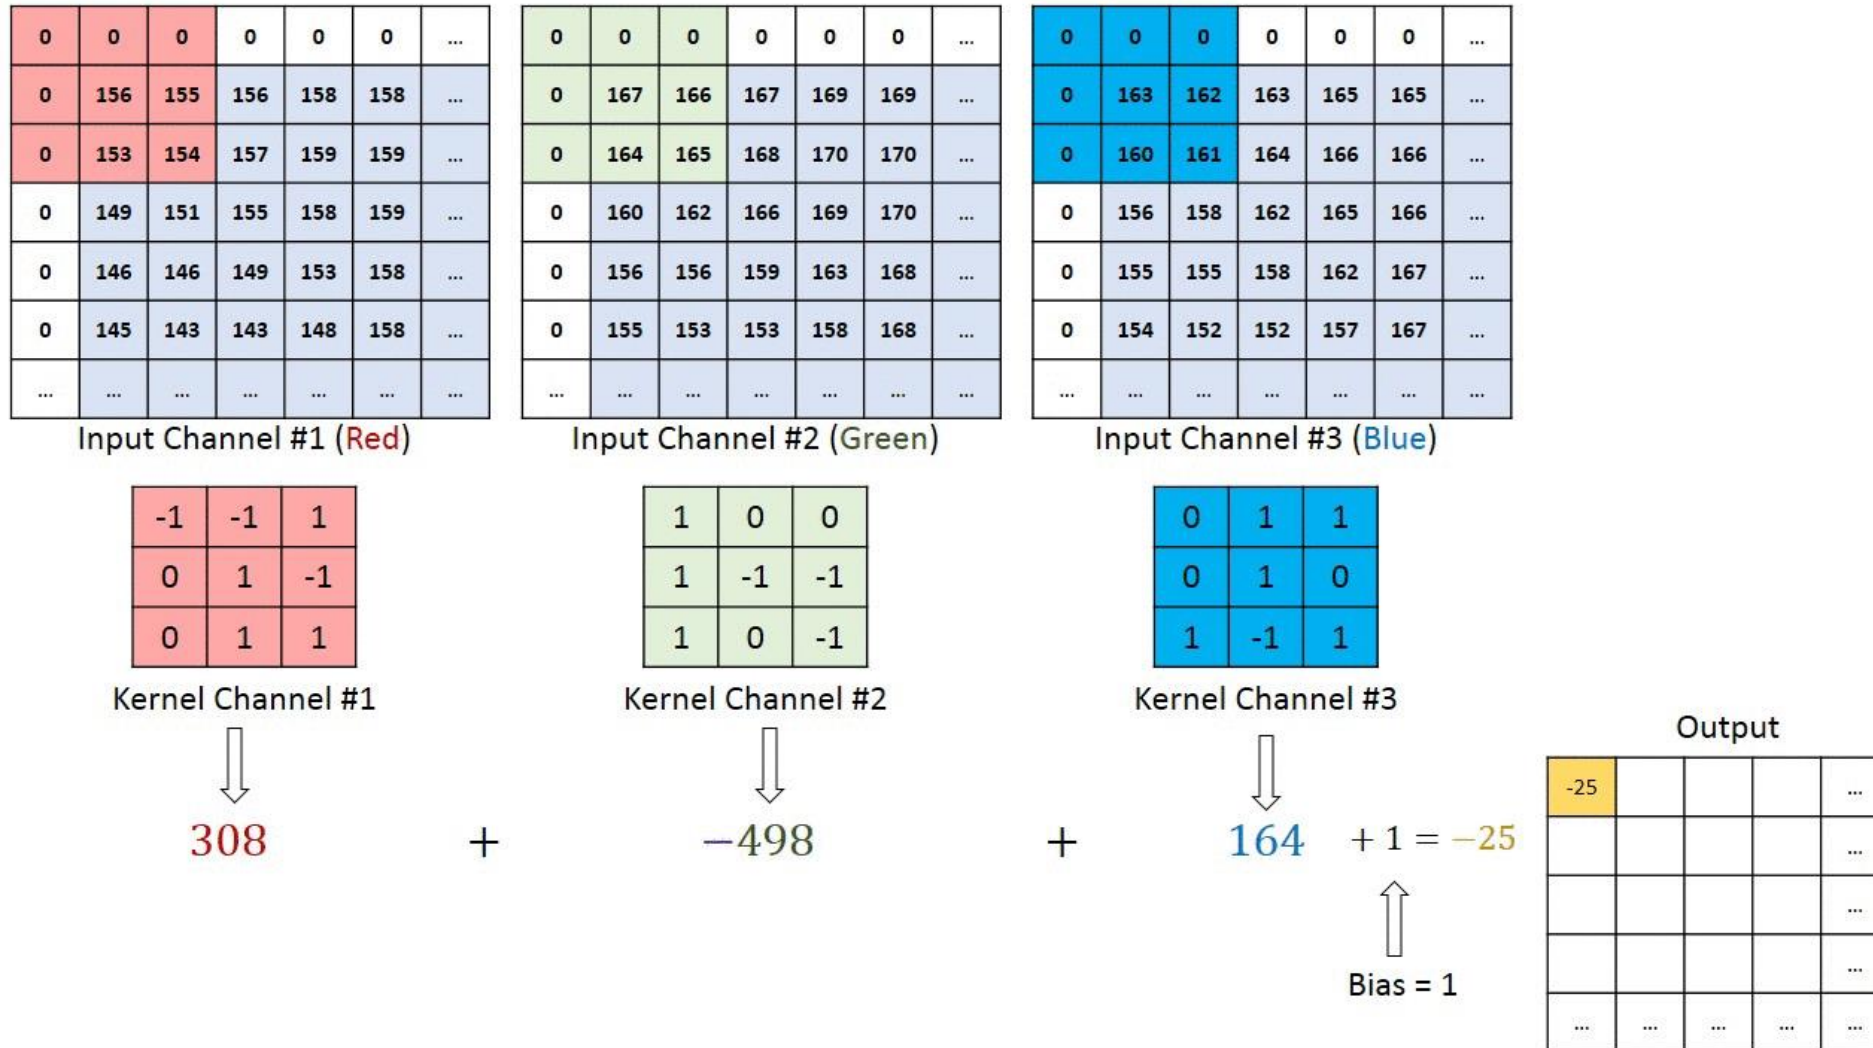 0 0 0 0 0 0 ... 0 0 0 0 0 0 ... 0 0 0 0 0 0 ...
0 156 155 156 158 158 ... 0 167 166 167 169 169 ... 0 163 162 163 165 165 ...
0 153 154 157 159 159 ... 0 164 165 168 170 170 ... 0 160 161 164 166 166 ...
0 149 151 155 158 159 ... 0 160 162 166 169 170 ... 0 156 158 162 165 166 ...
0 146 146 149 153 158 ... 0 156 156 159 163 168 ... 0 155 155 158 162 167 ...
0 145 143 143 148 158 ... 0 155 153 153 158 168 ... 0 154 152 152 157 167 ...
... ... ... ... ... ... ... ... ... ... ... ... ... ... ... ... ... ... ... ... ...
Input Channel #1 (Red) Input Channel #2 (Green) Input Channel #3 (Blue)
-1 -1 1 1 0 0 0 1 1
0 1 -1 1 -1 -1 0 1 0
0 1 1 1 0 -1 1 -1 1
Kernel Channel #1 Kernel Channel #2 Kernel Channel #3
308 + −498 + 164 + 1 = −25
Bias = 1
Output
-25 ...
...
...
...
... ... ... ... ...